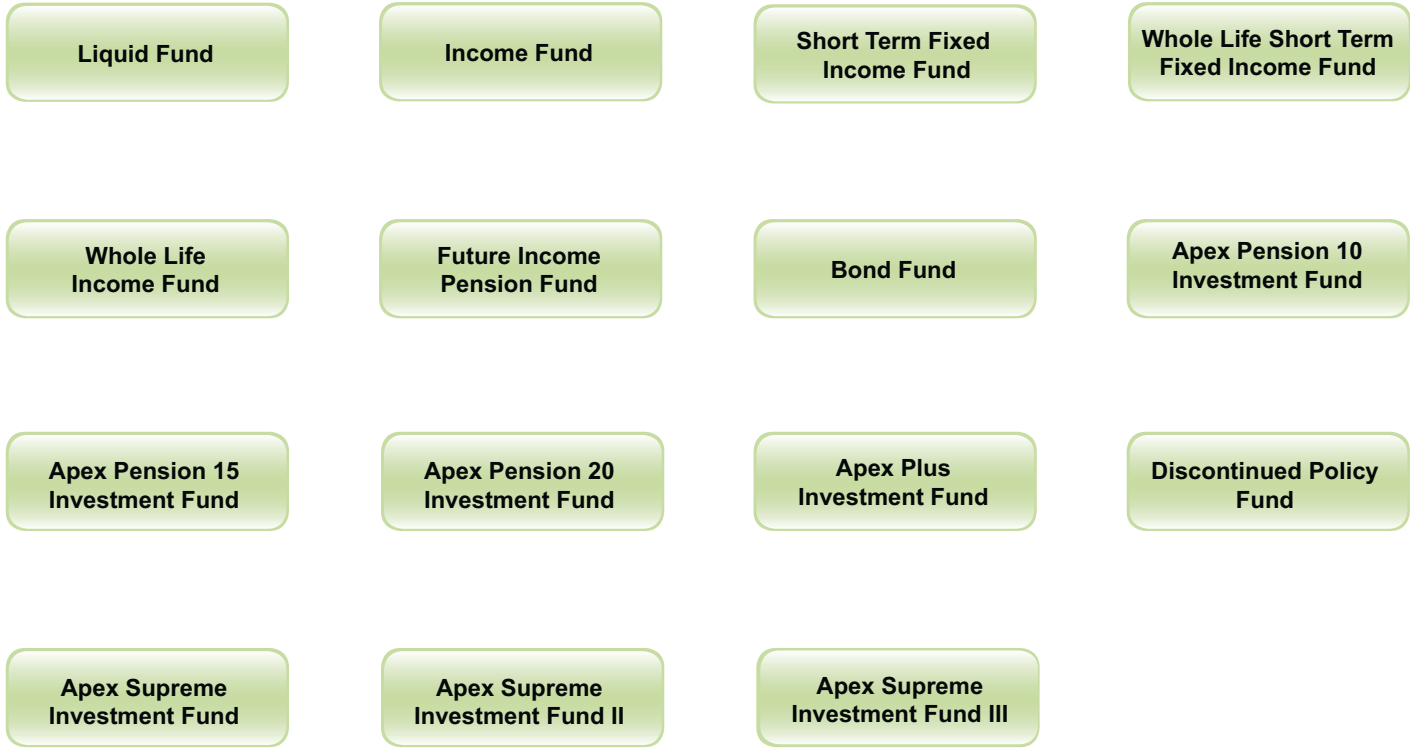 Liquid Fund
Income Fund
Short Term Fixed
Income Fund
Whole Life Short Term
Fixed Income Fund
Whole Life
Income Fund
Future Income
Pension Fund
Bond Fund
Apex Pension 10
Investment Fund
Apex Pension 15
Investment Fund
Apex Pension 20
Investment Fund
Apex Plus
Investment Fund
Discontinued Policy
Fund
Apex Supreme
Investment Fund
Apex Supreme
Investment Fund II
Apex Supreme
Investment Fund III